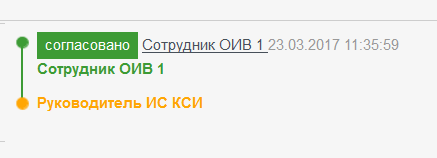 согласовано Сотрудник ОИВ 1 23.03.2017 11:35:59
Сотрудник ОИВ 1
Руководитель ИС КСИ